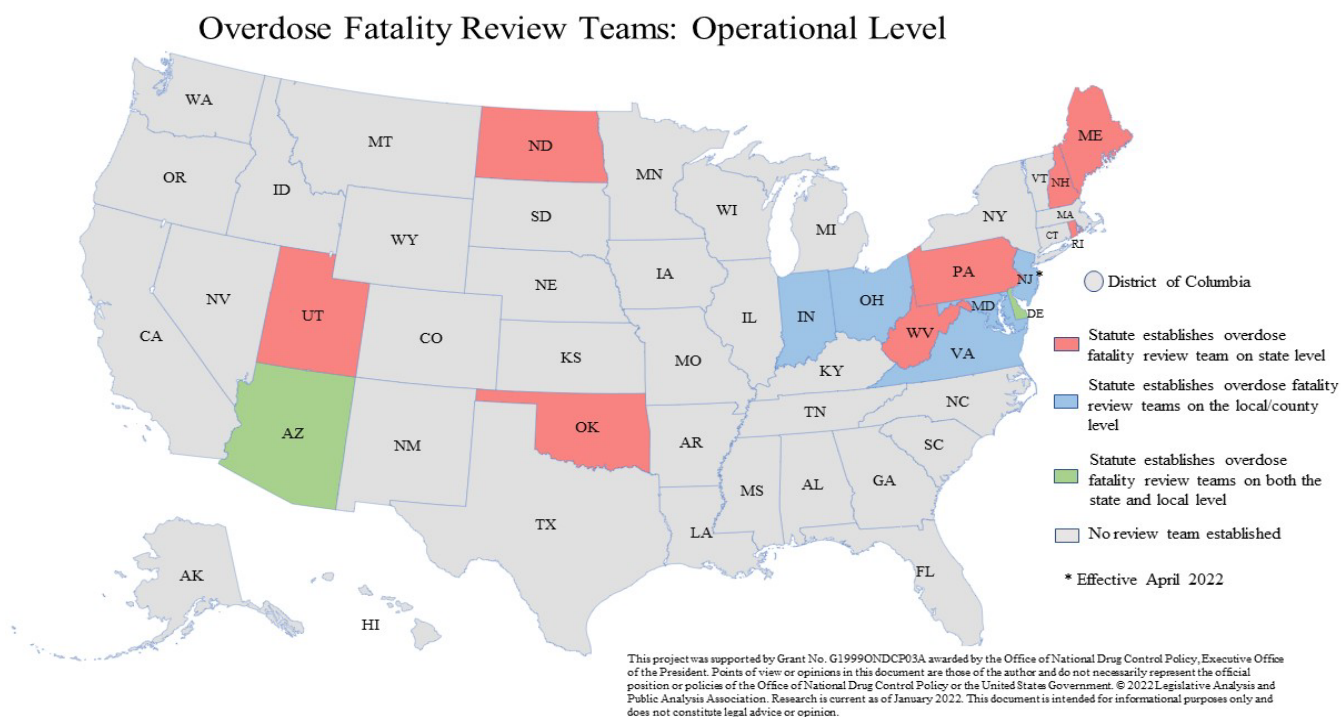 Overdose Fatality Review Teams: Operational Level
WA
MT
ND
MN
ME
OR
ID
SD
WI
MI
VT
NH
NY
MA
CT
RI
WY
IA
NE
PA
NJ *
NV
UT
CO
IL
IN
OH
MD
DE
CA
KS
MO
KY
WV
VA
AZ
NM
OK
AR
TN
NC
SC
MS
AL
GA
TX
LA
FL
AK
HI
District of Columbia
Statute establishes overdose
fatality review team on state level
Statute establishes overdose fatality
review teams on the local/county
level
Statute establishes overdose
fatality review teams on both the
state and local level
No review team established
* Effective April 2022
This project was supported by Grant No. G1999ONDCP03A awarded by the Office of National Drug Control Policy, Executive Office
of the President. Points of view or opinions in this document are those of the author and do not necessarily represent the official
position or policies of the Office of National Drug Control Policy or the United States Government. © 2022 Legislative Analysis and
Public Analysis Association. Research is current as of January 2022. This document is intended for informational purposes only and
does not constitute legal advice or opinion.